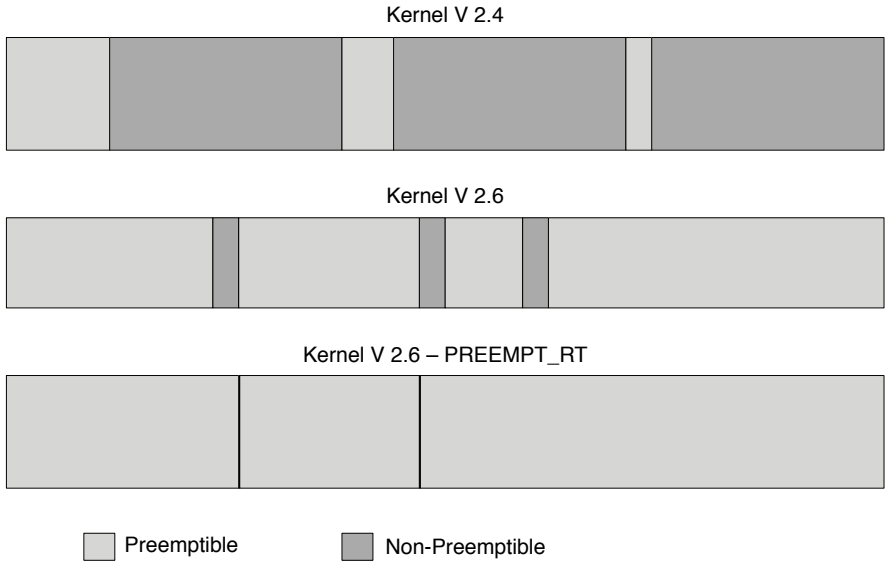 Kernel V 2.4
Kernel V 2.6
Kernel V 2.6 – PREEMPT_RT
Preemptible
Non-Preemptible